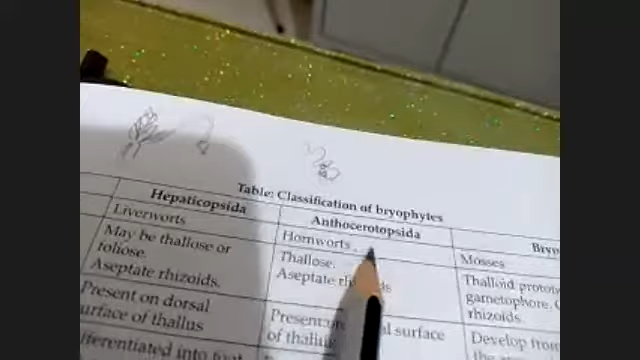 Table: Classification of bryophytes
Hepaticopsida
Anthocerotopsida
Liverworts
Hornworts
Mosses
May be thallose or
foliose.
Aseptate rhizoids.
Thallose.
Aseptate
Thalloid
gametophore.
rhizoids.
Present on dorsal
surface of thallus
surface
of thallus
Develop from